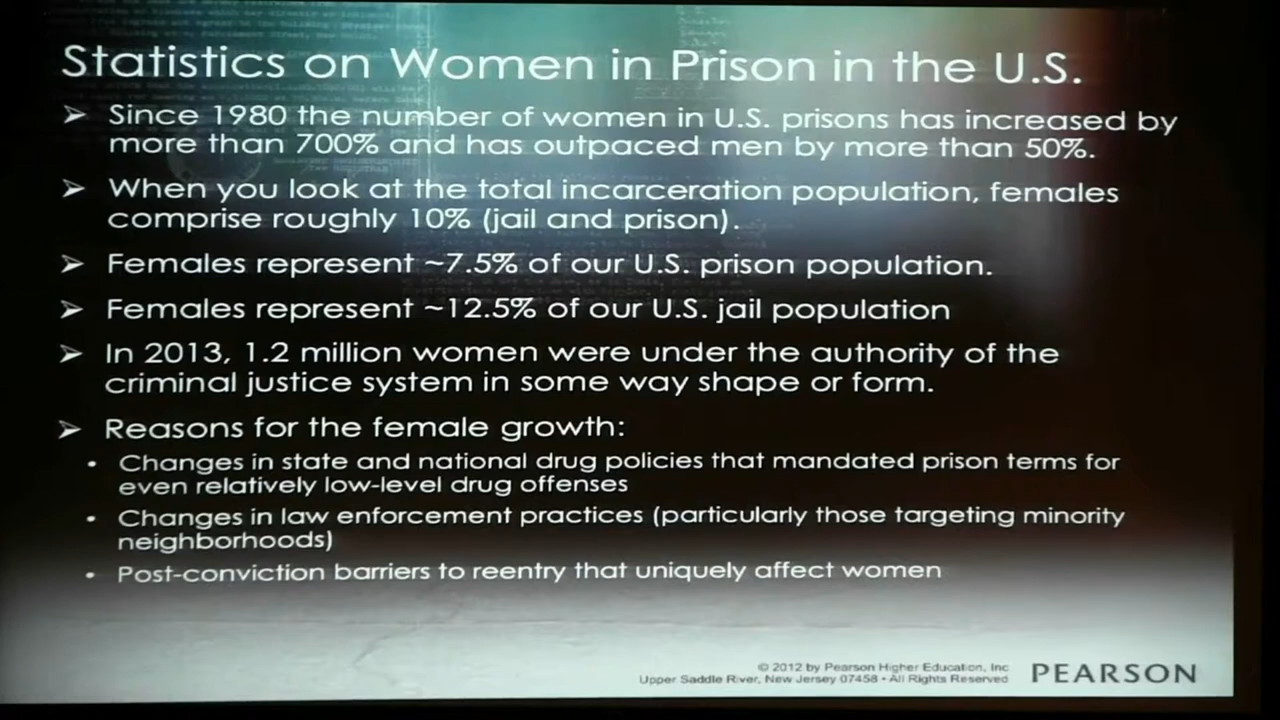 Statistics on Women in Prison in the U.S.
➢ Since 1980 the number of women in U.S. prisons has increased by
more than 700% and has outpaced men by more than 50%.
➢ When you look at the total incarceration population, females
comprise roughly 10% (jail and prison).
➢ Females represent ~7.5% of our U.S. prison population.
➢ Females represent ~12.5% of our U.S. jail population
➢ In 2013, 1.2 million women were under the authority of the
criminal justice system in some way shape or form.
➢ Reasons for the female growth:
• Changes in state and national drug policies that mandated prison terms for
even relatively low-level drug offenses
• Changes in law enforcement practices (particularly those targeting minority
neighborhoods)
• Post-conviction barriers to reentry that uniquely affect women
© 2012 by Pearson Higher Education, Inc
Upper Saddle River, New Jersey 07458 • All Rights Reserved
PEARSON